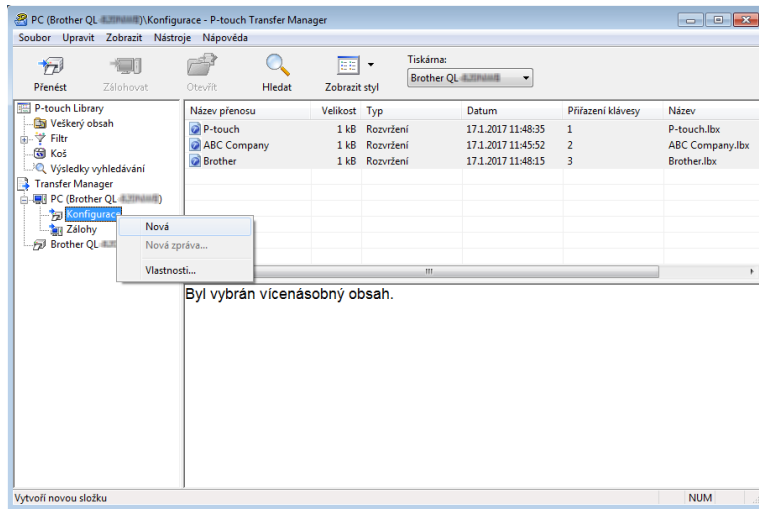 PC (Brother QL-)\Konfigurace - P-touch Transfer Manager
Soubor Upravit Zobrazit Nástroje Nápověda
Přenést Zálohovat Otevřít Hledat Zobrazit styl
Tiskárna:
Brother QL
P-touch Library
Veškerý obsah
Filtr
Koš
Výsledky vyhledávání
Transfer Manager
PC (Brother QL-)
Konfigurace
Zálohy
Brother QL
Nová
Nová zpráva...
Vlastnosti...
Název přenosu Velikost Typ Datum Přiřazení klávesy Název
P-touch 1 kB Rozvržení 17.1.2017 11:48:35 1 P-touch.lbx
ABC Company 1 kB Rozvržení 17.1.2017 11:45:52 2 ABC Company.lbx
Brother 1 kB Rozvržení 17.1.2017 11:48:15 3 Brother.lbx
Byl vybrán vícenásobný obsah.
Vytvoří novou složku NUM